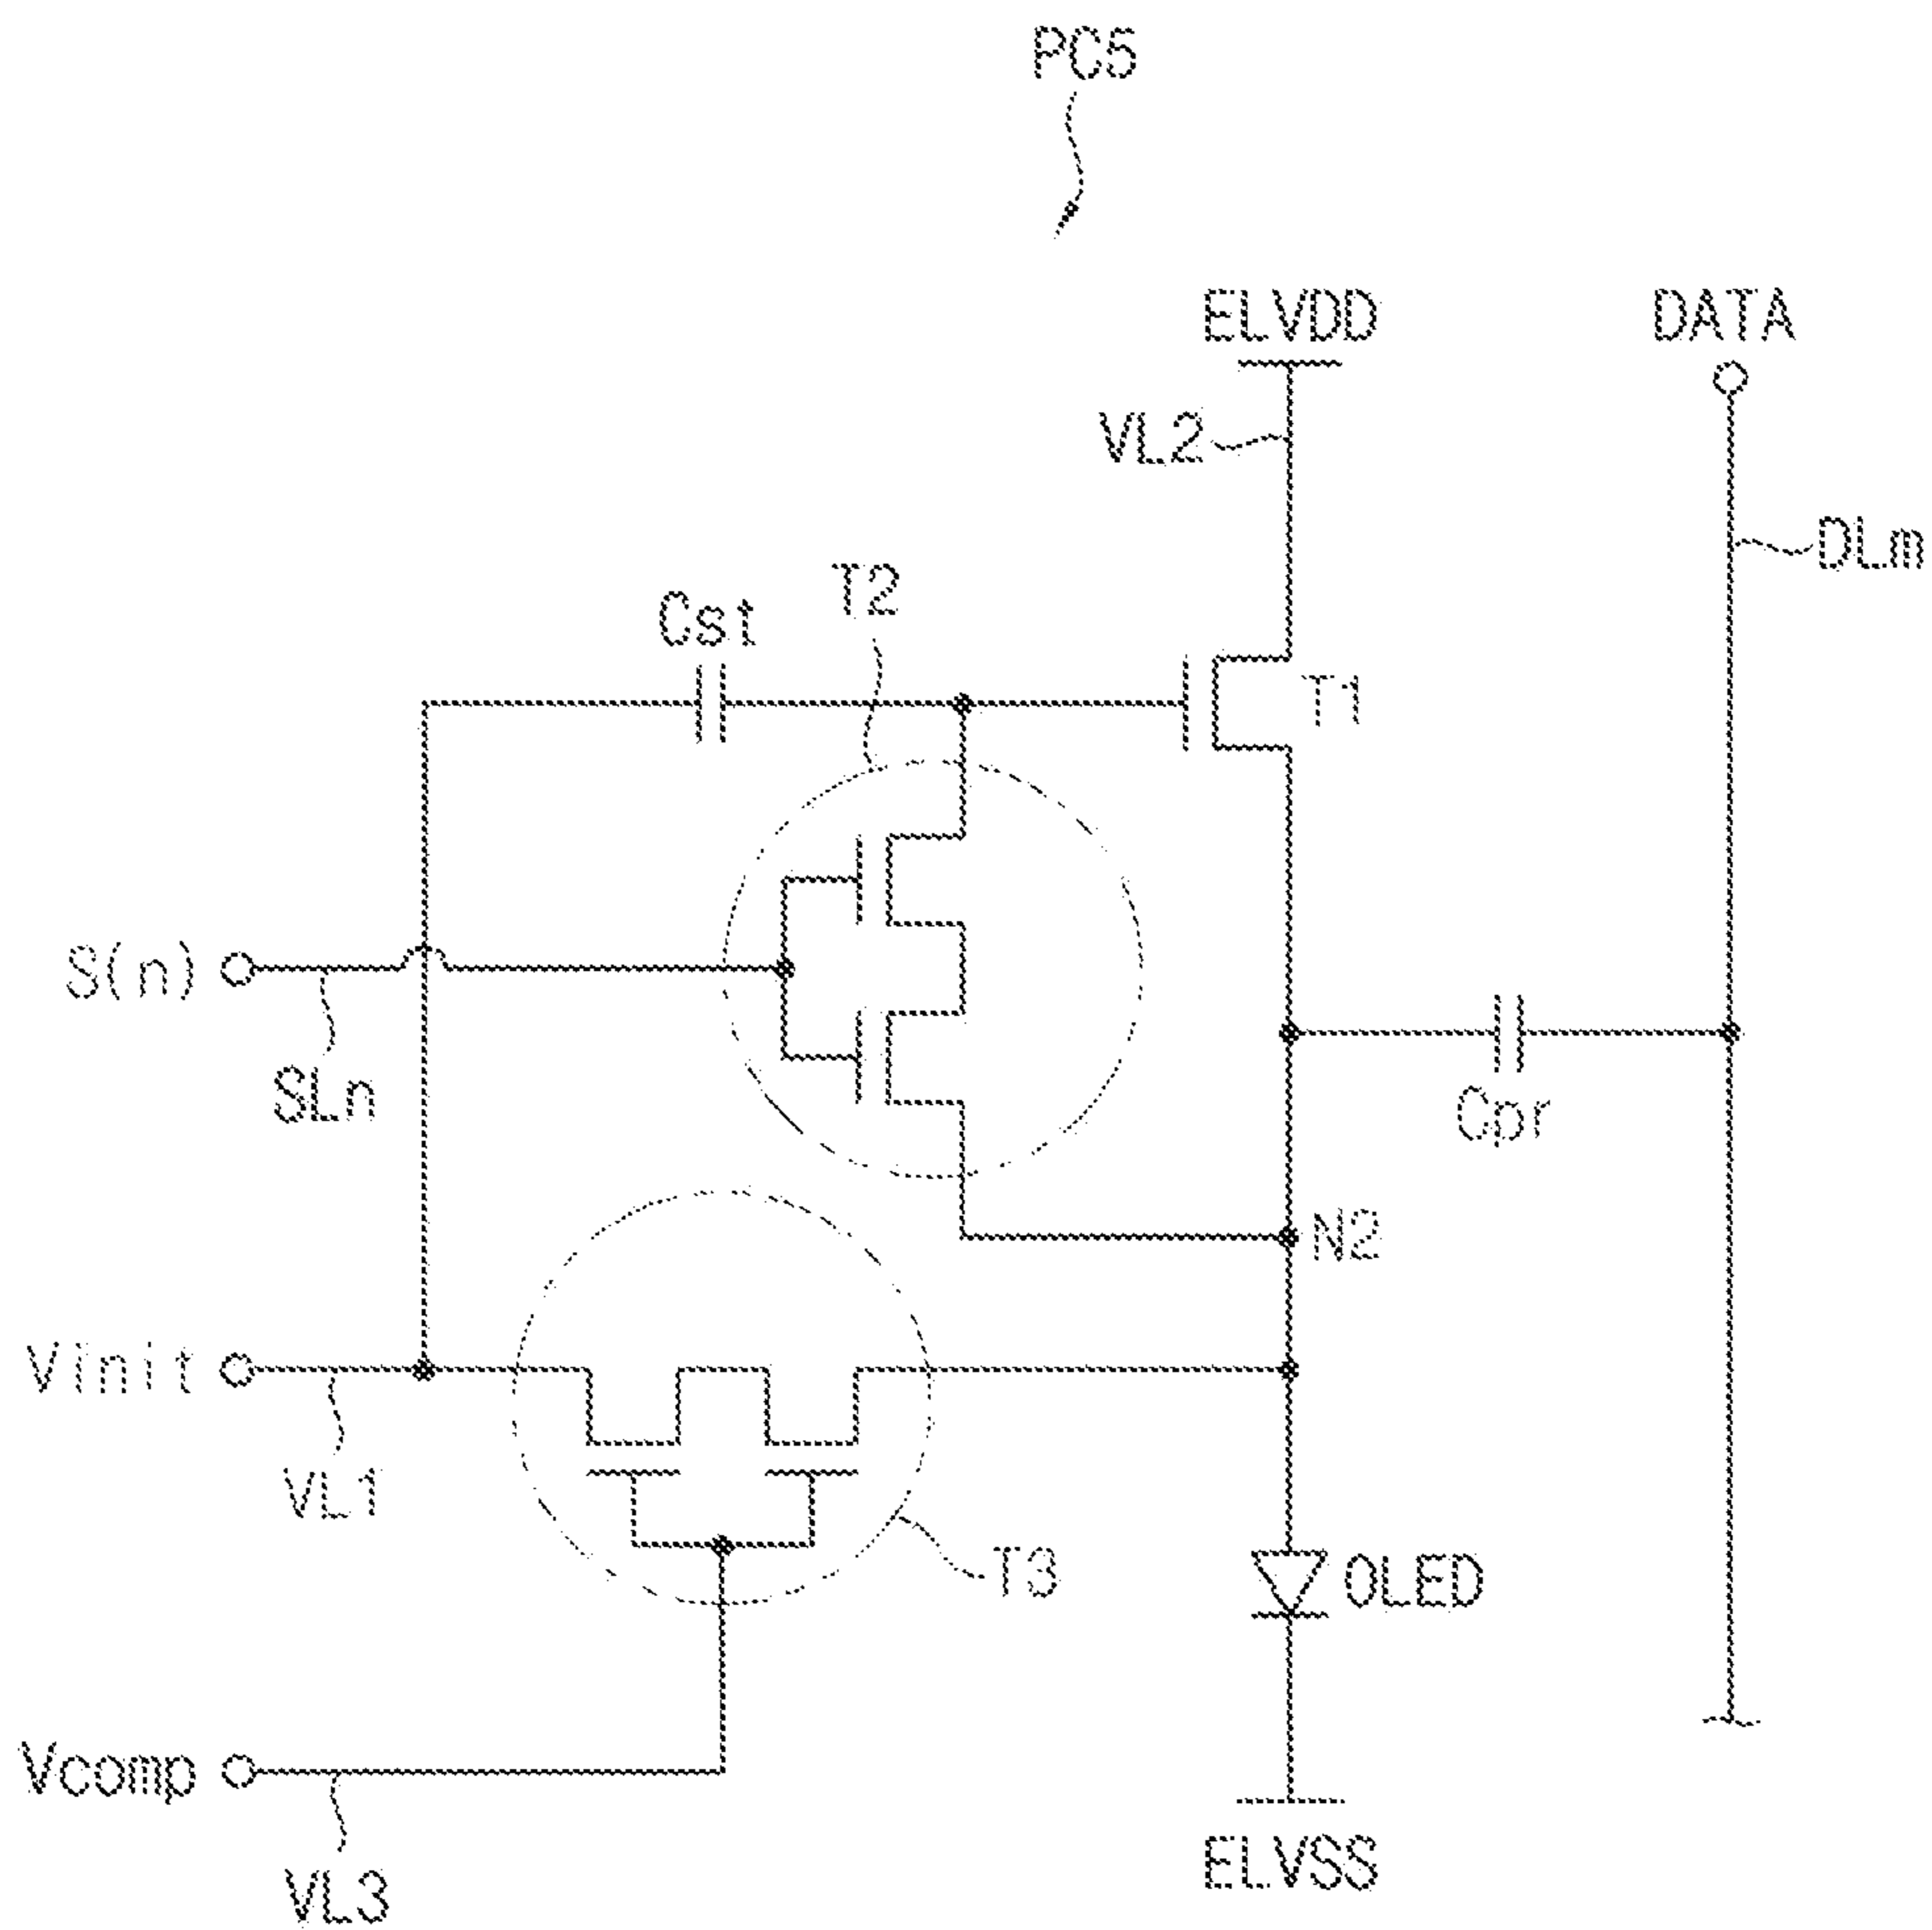 PC5
ELVDD
DATA
VL2
DLm
T2
Cst
T1
S(n)
SLn
Cpr
N2
Vinit
VL1
T3
OLED
Vcomp
VL3
ELVSS